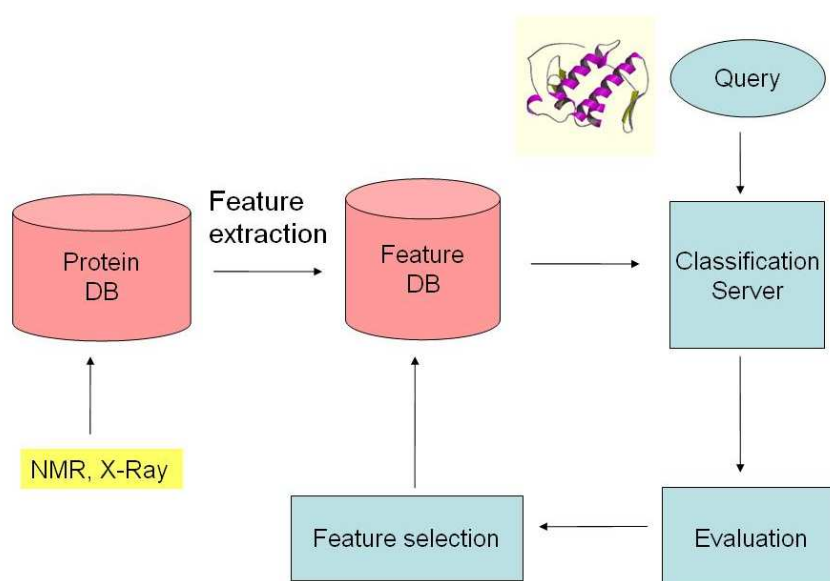 Query
Feature
extraction
Protein
DB
Feature
DB
Classification
Server
NMR, X-Ray
Feature selection
Evaluation